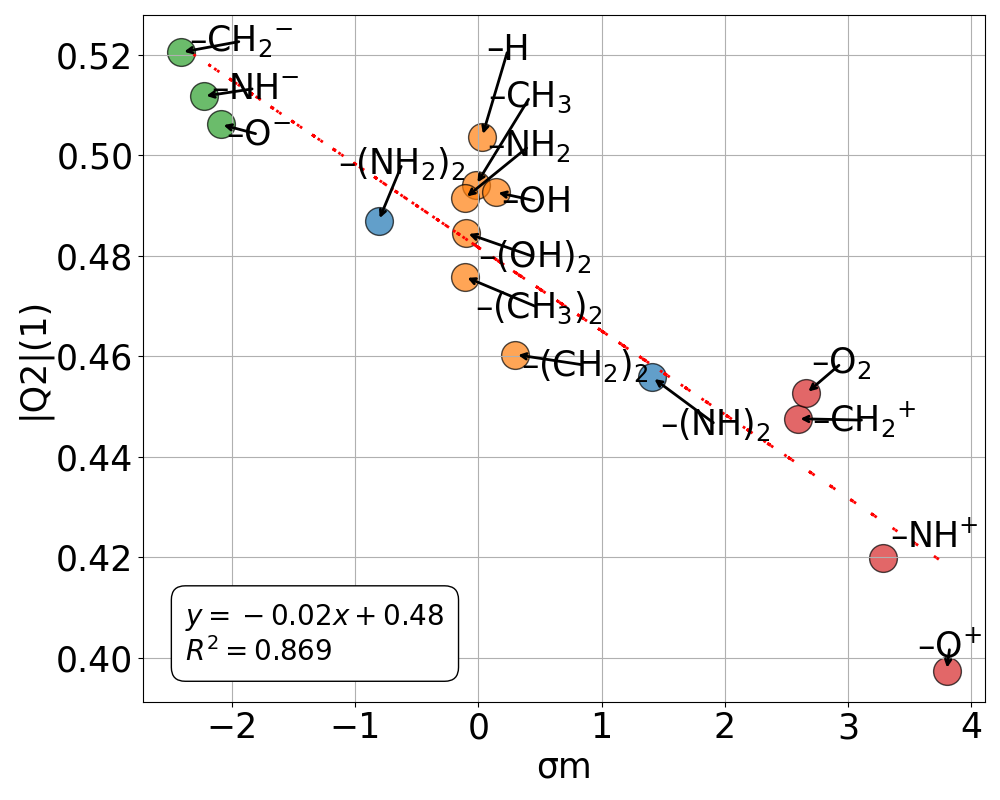 –CH₂⁻
–H
–NH⁻
–CH₃
–O⁻
–NH₂
–(NH₂)₂
–OH
–(OH)₂
–(CH₃)₂
–(CH₂)₂
–O₂
–(NH)₂
–CH₂⁺
–NH⁺
–O⁺
0.52
0.50
0.48
0.46
0.44
0.42
0.40
|Q2|(1)
y = −0.02x + 0.48
R² = 0.869
−2 −1 0 1 2 3 4
σm